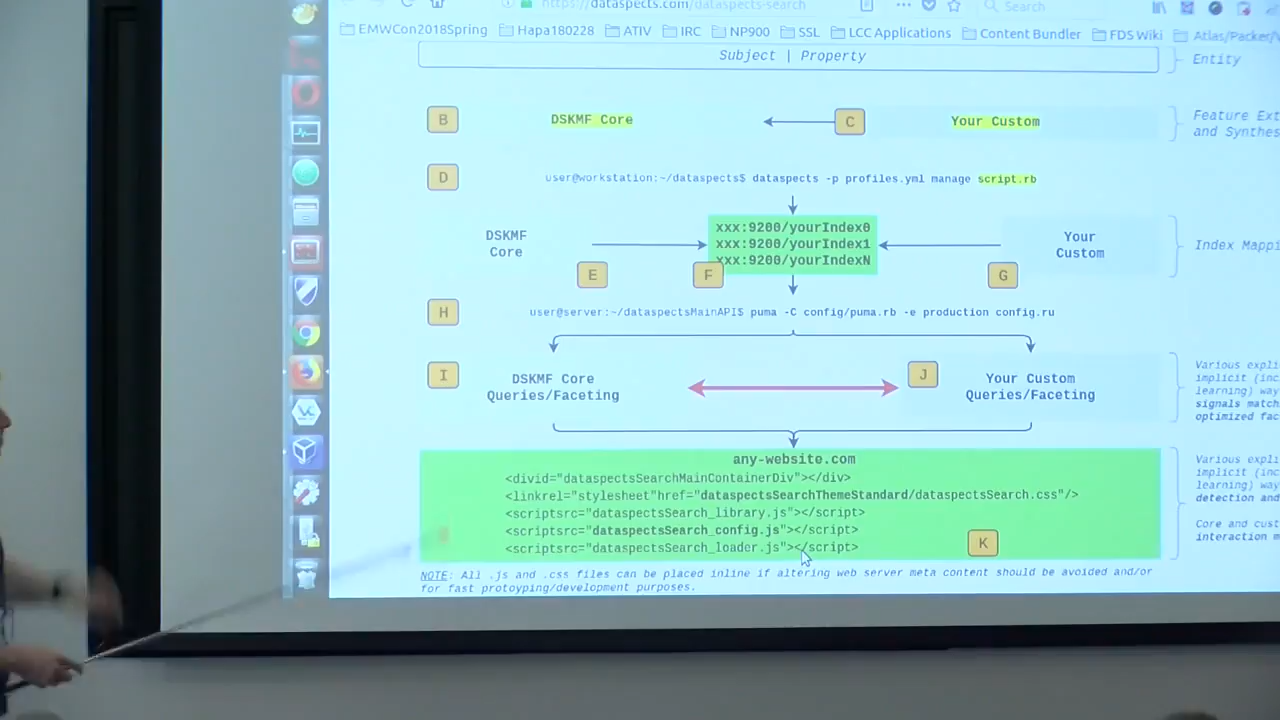 https://dataspects.com/dataspects-search
Search
EMWCon2018Spring Hapa180228 ATIV IRC NP900 SSL LCC Applications Content Bundler FDS Wiki Atlas/Packer/
Subject | Property
Entity
B
DSKMF Core
C
Your Custom
Feature Ext
and Synthes
D
user@workstation:~/dataspects$ dataspects -p profiles.yml manage script.rb
DSKMF
Core
xxx:9200/yourIndex0
xxx:9200/yourIndex1
xxx:9200/yourIndexN
Your
Custom
Index Mappi
E
F
G
H
user@server:~/dataspectsMainAPI$ puma -C config/puma.rb -e production config.ru
I
DSKMF Core
Queries/Faceting
J
Your Custom
Queries/Faceting
Various expli
implicit (inc
learning) way
signals match
optimized fac
any-website.com
<divid="dataspectsSearchMainContainerDiv"></div>
<linkrel="stylesheet"href="dataspectsSearchThemeStandard/dataspectsSearch.css"/>
<scriptsrc="dataspectsSearch_library.js"></script>
<scriptsrc="dataspectsSearch_config.js"></script>
<scriptsrc="dataspectsSearch_loader.js"></script>
K
Various expli
implicit (inc
learning) way
detection and
Core and cust
interaction m
NOTE: All .js and .css files can be placed inline if altering web server meta content should be avoided and/or
for fast protoyping/development purposes.